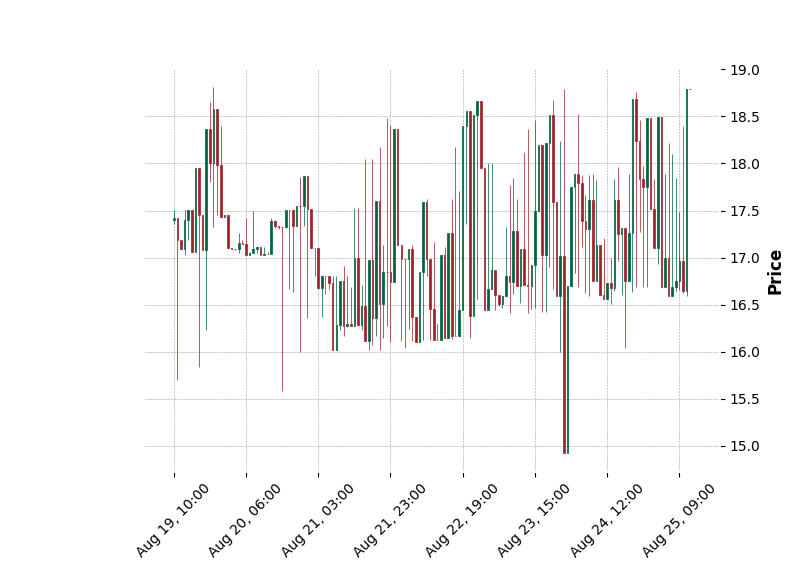 19.0
18.5
18.0
17.5
17.0
16.5
16.0
15.5
15.0
Price
Aug 19, 10:00
Aug 20, 06:00
Aug 21, 03:00
Aug 21, 23:00
Aug 22, 19:00
Aug 23, 15:00
Aug 24, 12:00
Aug 25, 09:00